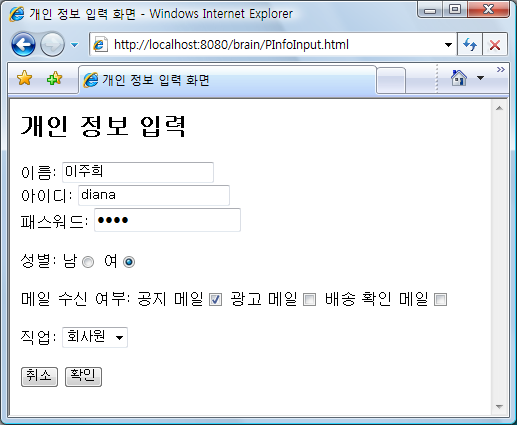 개인 정보 입력 화면 - Windows Internet Explorer
http://localhost:8080/brain/PInfoInput.html
개인 정보 입력 화면
개인 정보 입력
이름: 이주희
아이디: diana
패스워드: ●●●●
성별: 남 여
메일 수신 여부: 공지 메일 광고 메일 배송 확인 메일
직업: 회사원
취소 확인